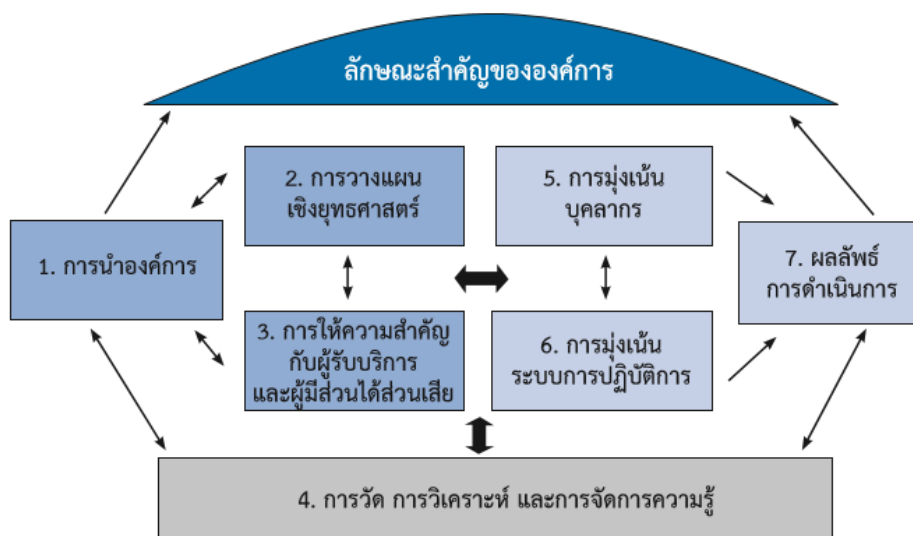 ลักษณะสำคัญขององค์การ
2. การวางแผน
เชิงยุทธศาสตร์
5. การมุ่งเน้น
บุคลากร
1. การนำองค์การ
7. ผลลัพธ์
การดำเนินการ
3. การให้ความสำคัญ
กับผู้รับบริการ
และผู้มีส่วนได้ส่วนเสีย
6. การมุ่งเน้น
ระบบการปฏิบัติการ
4. การวัด การวิเคราะห์ และการจัดการความรู้